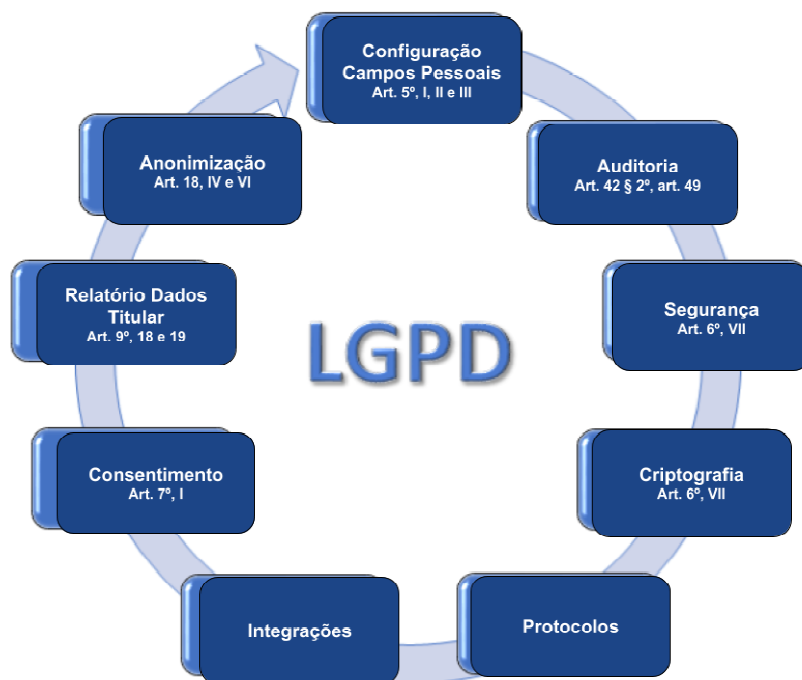 Configuração
Campos Pessoais
Art. 5º, I, II e III
Auditoria
Art. 42 § 2º, art. 49
Segurança
Art. 6º, VII
Criptografia
Art. 6º, VII
Protocolos
Integrações
Consentimento
Art. 7º, I
Relatório Dados
Titular
Art. 9º, 18 e 19
Anonimização
Art. 18, IV e VI
LGPD